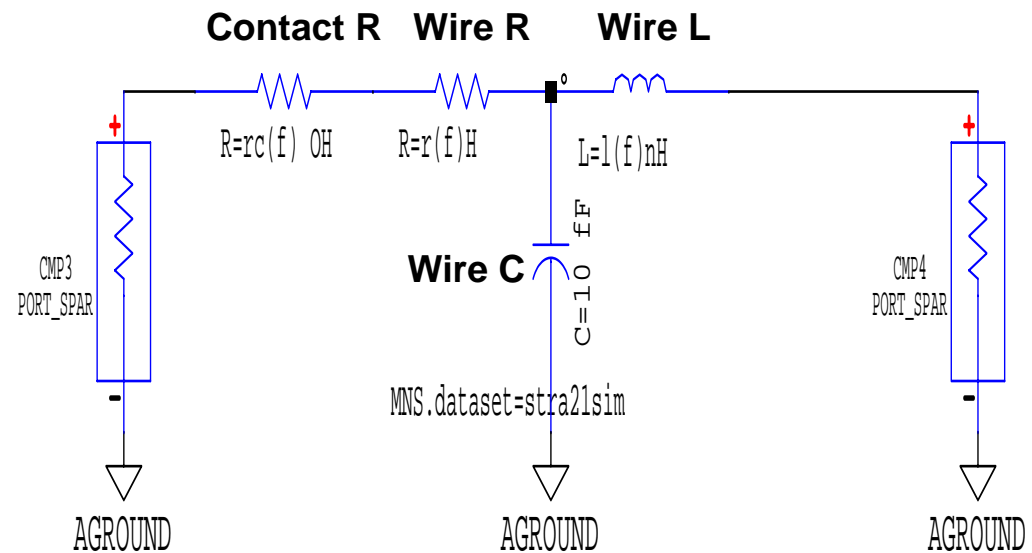 Contact R Wire R Wire L
R=rc(f) OH R=r(f)H L=l(f)nH
+ +
C=10 fF
Wire C
CMP3 CMP4
PORT_SPAR PORT_SPAR
- -
MNS.dataset=stra21sim
AGROUND AGROUND AGROUND